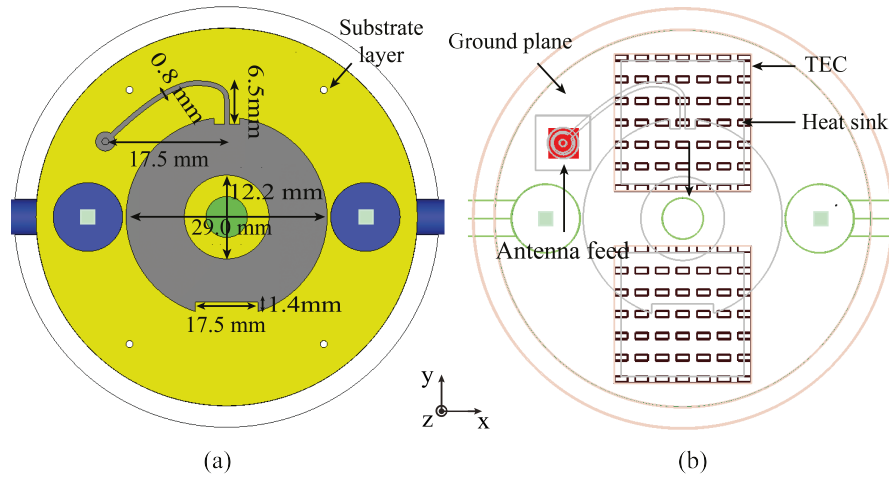 Substrate
layer
0.8 mm
6.5mm
17.5 mm
12.2 mm
29.0 mm
1.4mm
17.5 mm
(a)
y
z
x
Ground plane
TEC
Heat sink
Antenna feed
(b)